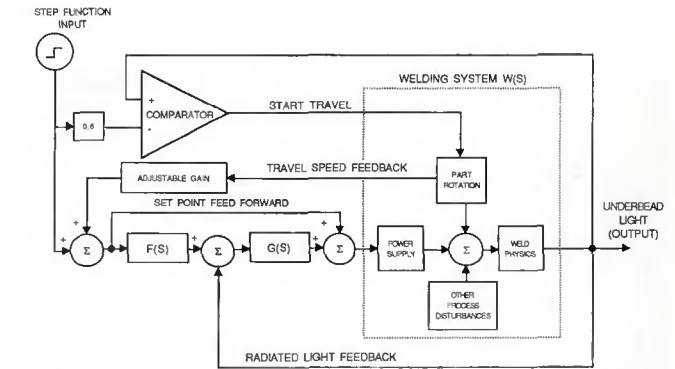 STEP FUNCTION
INPUT
WELDING SYSTEM W(S)
+
COMPARATOR
-
START TRAVEL
0.6
TRAVEL SPEED FEEDBACK
ADJUSTABLE GAIN
PART
ROTATION
SET POINT FEED FORWARD
UNDERBEAD
LIGHT
(OUTPUT)
+
+
Σ
F(S)
+
Σ
G(S)
+
+
Σ
POWER
SUPPLY
Σ
WELD
PHYSICS
OTHER
PROCESS
DISTURBANCES
RADIATED LIGHT FEEDBACK